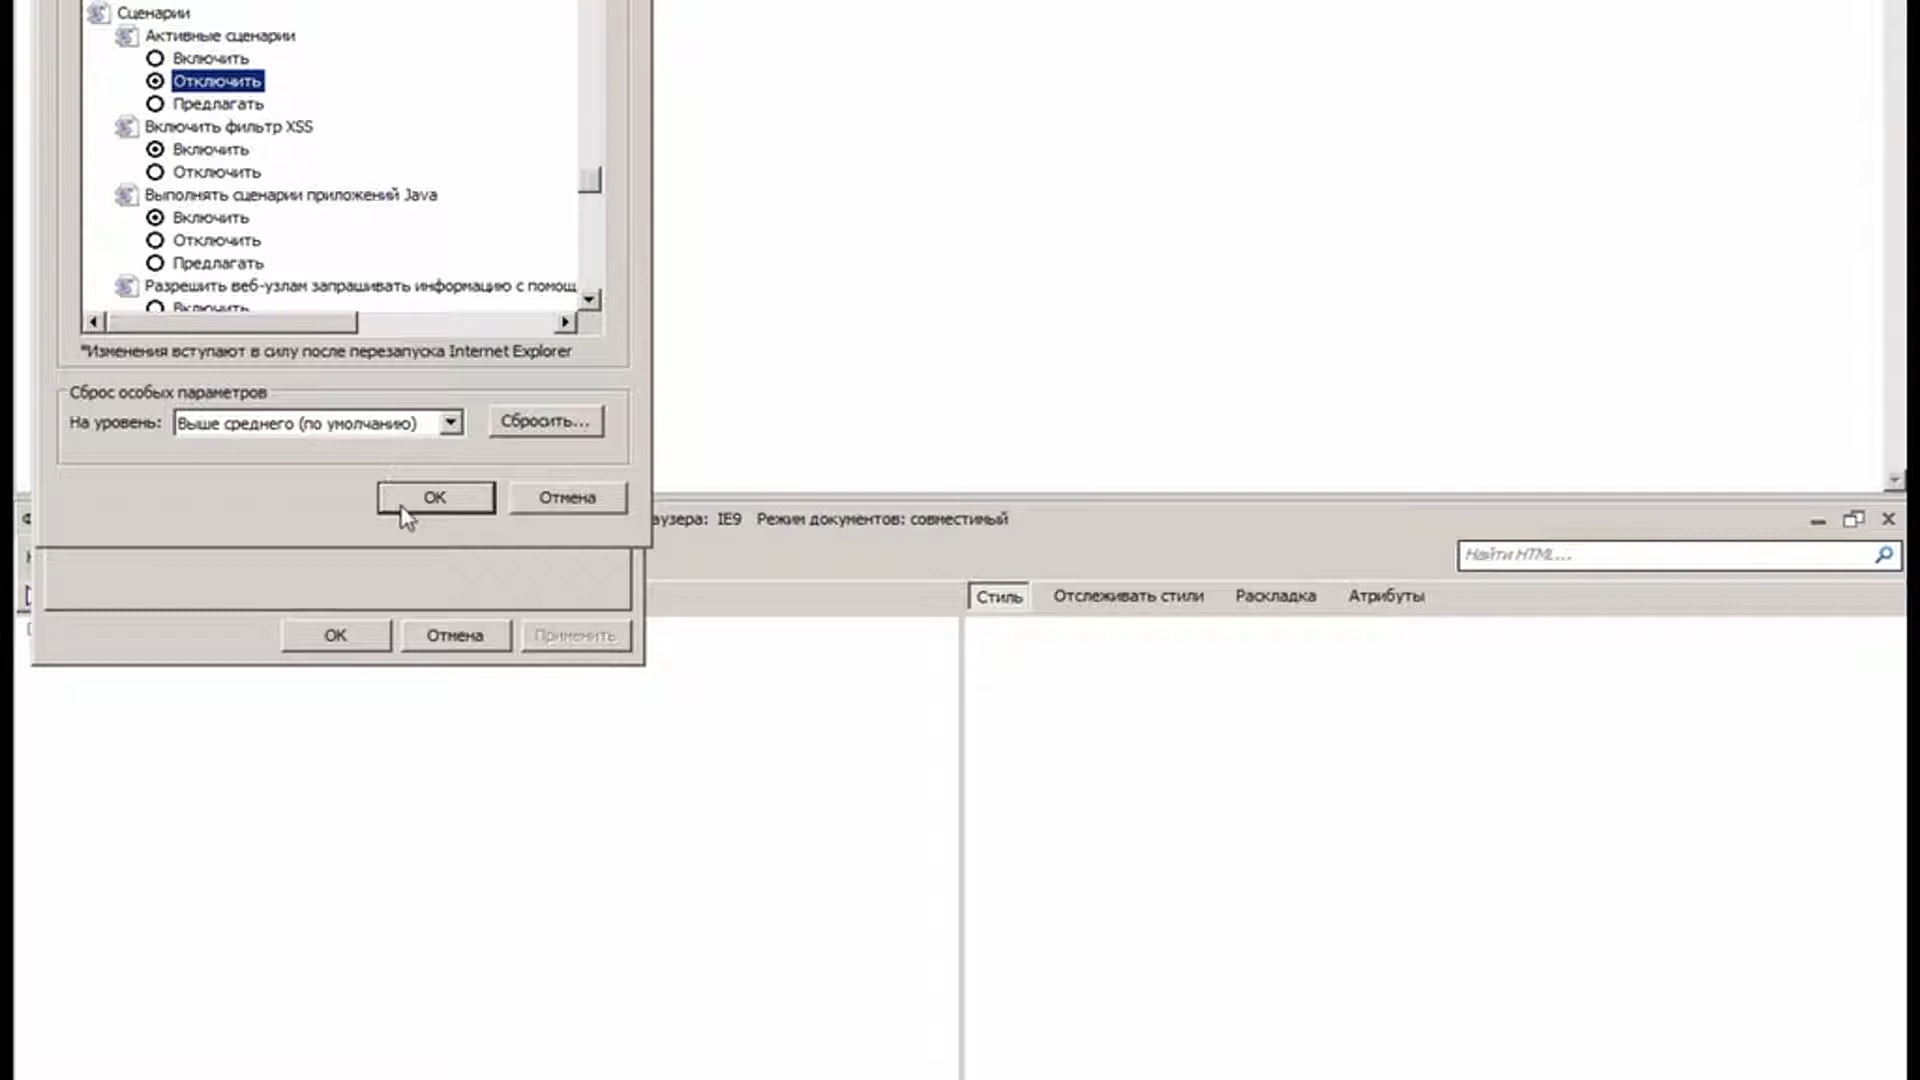 Сценарии
Активные сценарии
Включить
Отключить
Предлагать
Включить фильтр XSS
Включить
Отключить
Выполнять сценарии приложений Java
Включить
Отключить
Предлагать
Разрешить веб-узлам запрашивать информацию с помощ
Включить
*Изменения вступают в силу после перезапуска Internet Explorer
Сброс особых параметров
На уровень: Выше среднего (по умолчанию) Сбросить...
OK Отмена
аузера: IE9 Режим документов: совместимый
Найти HTML...
Стиль Отслеживать стили Раскладка Атрибуты
OK Отмена Применить